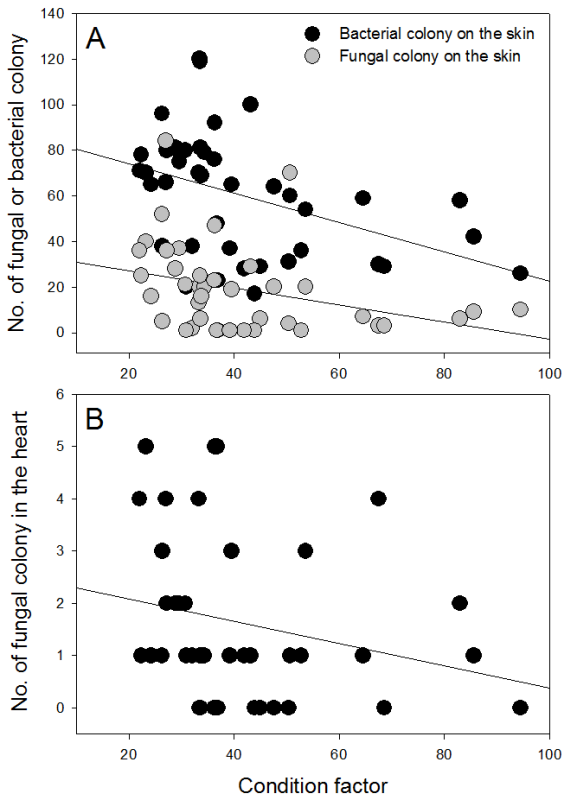 A
Bacterial colony on the skin
Fungal colony on the skin
No. of fungal or bacterial colony
140
120
100
80
60
40
20
0
20 40 60 80 100
B
No. of fungal colony in the heart
6
5
4
3
2
1
0
20 40 60 80 100
Condition factor